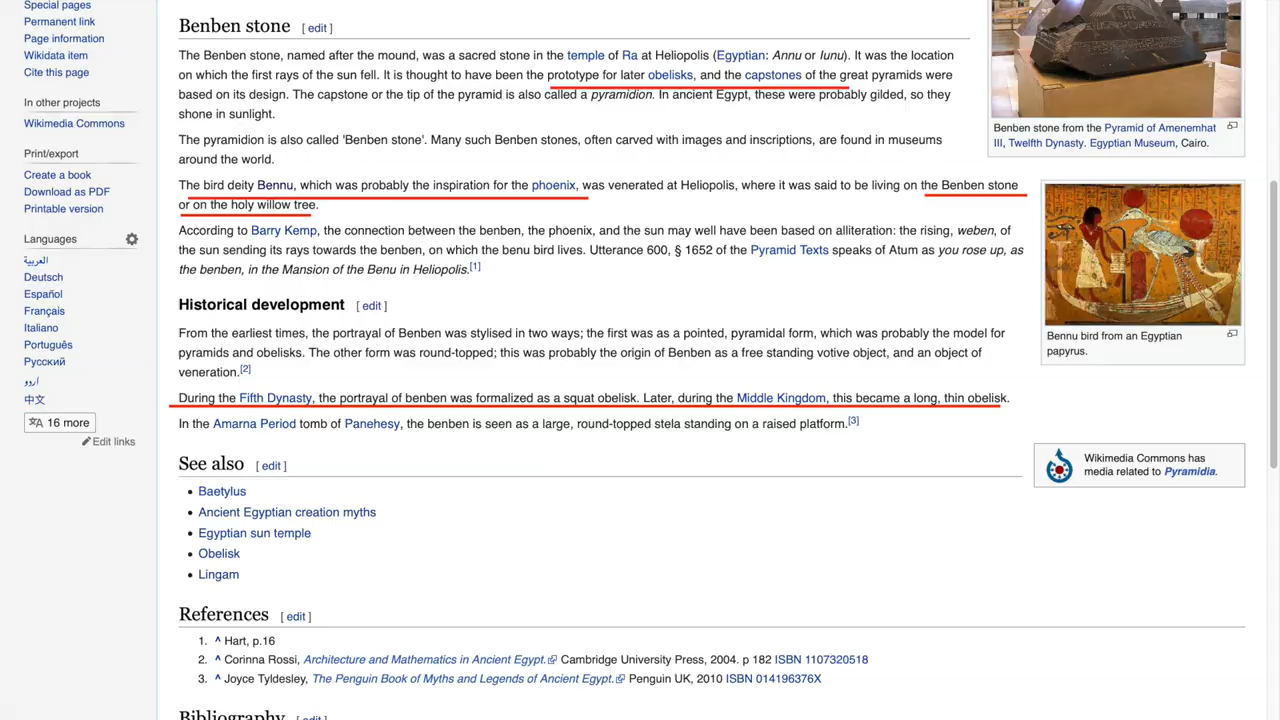 Special pages
Permanent link
Page information
Wikidata item
Cite this page
In other projects
Wikimedia Commons
Print/export
Create a book
Download as PDF
Printable version
Languages
العربية
Deutsch
Español
Français
Italiano
Português
Русский
اردو
中文
16 more
Edit links
Benben stone [ edit ]
The Benben stone, named after the mound, was a sacred stone in the temple of Ra at Heliopolis (Egyptian: Annu or Iunu). It was the location
on which the first rays of the sun fell. It is thought to have been the prototype for later obelisks, and the capstones of the great pyramids were
based on its design. The capstone or the tip of the pyramid is also called a pyramidion. In ancient Egypt, these were probably gilded, so they
shone in sunlight.
The pyramidion is also called 'Benben stone'. Many such Benben stones, often carved with images and inscriptions, are found in museums
around the world.
The bird deity Bennu, which was probably the inspiration for the phoenix, was venerated at Heliopolis, where it was said to be living on the Benben stone
or on the holy willow tree.
According to Barry Kemp, the connection between the benben, the phoenix, and the sun may well have been based on alliteration: the rising, weben, of
the sun sending its rays towards the benben, on which the benu bird lives. Utterance 600, § 1652 of the Pyramid Texts speaks of Atum as you rose up, as
the benben, in the Mansion of the Benu in Heliopolis.[1]
Historical development [ edit ]
From the earliest times, the portrayal of Benben was stylised in two ways; the first was as a pointed, pyramidal form, which was probably the model for
pyramids and obelisks. The other form was round-topped; this was probably the origin of Benben as a free standing votive object, and an object of
veneration.[2]
During the Fifth Dynasty, the portrayal of benben was formalized as a squat obelisk. Later, during the Middle Kingdom, this became a long, thin obelisk.
In the Amarna Period tomb of Panehesy, the benben is seen as a large, round-topped stela standing on a raised platform.[3]
See also [ edit ]
Baetylus
Ancient Egyptian creation myths
Egyptian sun temple
Obelisk
Lingam
References [ edit ]
1. ^ Hart, p.16
2. ^ Corinna Rossi, Architecture and Mathematics in Ancient Egypt. Cambridge University Press, 2004. p 182 ISBN 1107320518
3. ^ Joyce Tyldesley, The Penguin Book of Myths and Legends of Ancient Egypt. Penguin UK, 2010 ISBN 014196376X
Bibliography [ edit ]
Benben stone from the Pyramid of Amenemhat
III, Twelfth Dynasty. Egyptian Museum, Cairo.
Bennu bird from an Egyptian
papyrus.
Wikimedia Commons has
media related to Pyramidia.